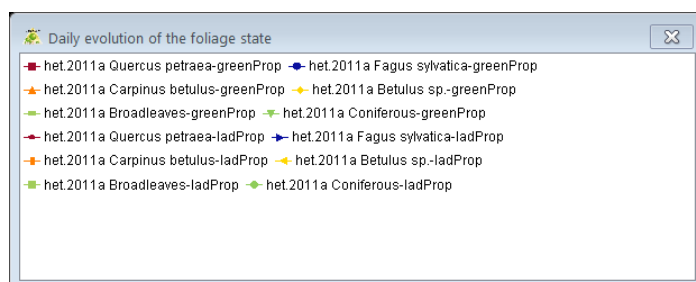 Daily evolution of the foliage state
het.2011a Quercus petraea-greenProp het.2011a Fagus sylvatica-greenProp
het.2011a Carpinus betulus-greenProp het.2011a Betulus sp.-greenProp
het.2011a Broadleaves-greenProp het.2011a Coniferous-greenProp
het.2011a Quercus petraea-ladProp het.2011a Fagus sylvatica-ladProp
het.2011a Carpinus betulus-ladProp het.2011a Betulus sp.-ladProp
het.2011a Broadleaves-ladProp het.2011a Coniferous-ladProp